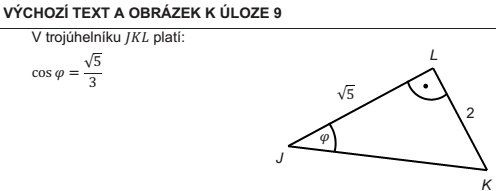 VÝCHOZÍ TEXT A OBRÁZEK K ÚLOZE 9
V trojúhelníku JKL platí:
cos φ = √5/3
L
√5
2
φ
J
K